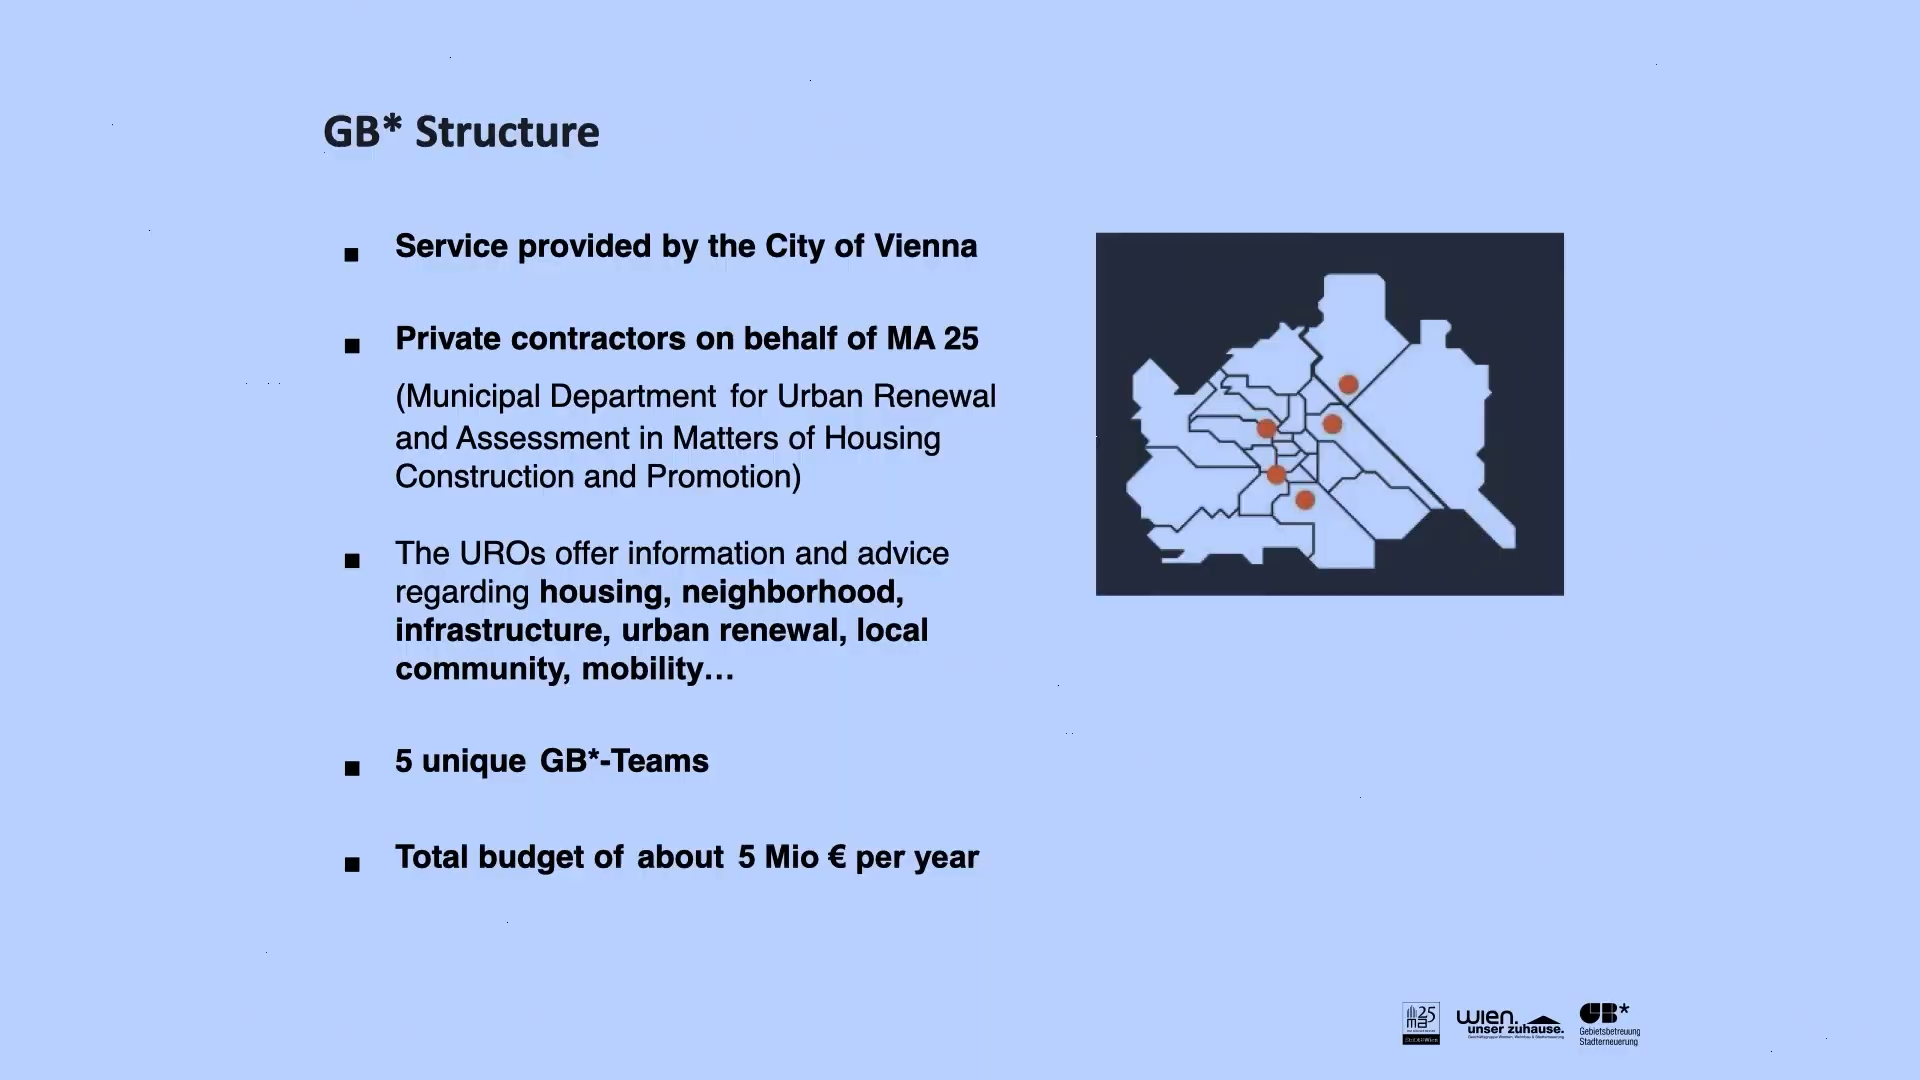 GB* Structure
Service provided by the City of Vienna
Private contractors on behalf of MA 25
(Municipal Department for Urban Renewal
and Assessment in Matters of Housing
Construction and Promotion)
The UROs offer information and advice
regarding housing, neighborhood,
infrastructure, urban renewal, local
community, mobility…
5 unique GB*-Teams
Total budget of about 5 Mio € per year
25
ma
wien.
unser zuhause.
GB*
Gebietsbetreuung
Stadterneuerung